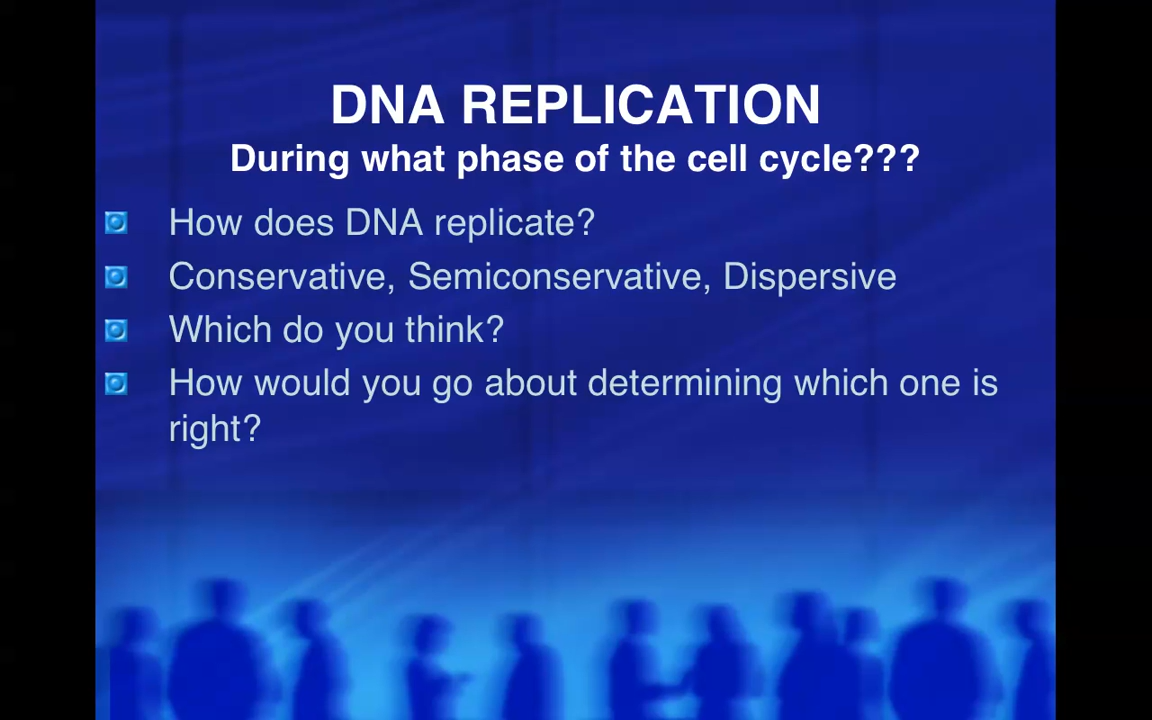 DNA REPLICATION
During what phase of the cell cycle???
How does DNA replicate?
Conservative, Semiconservative, Dispersive
Which do you think?
How would you go about determining which one is
right?